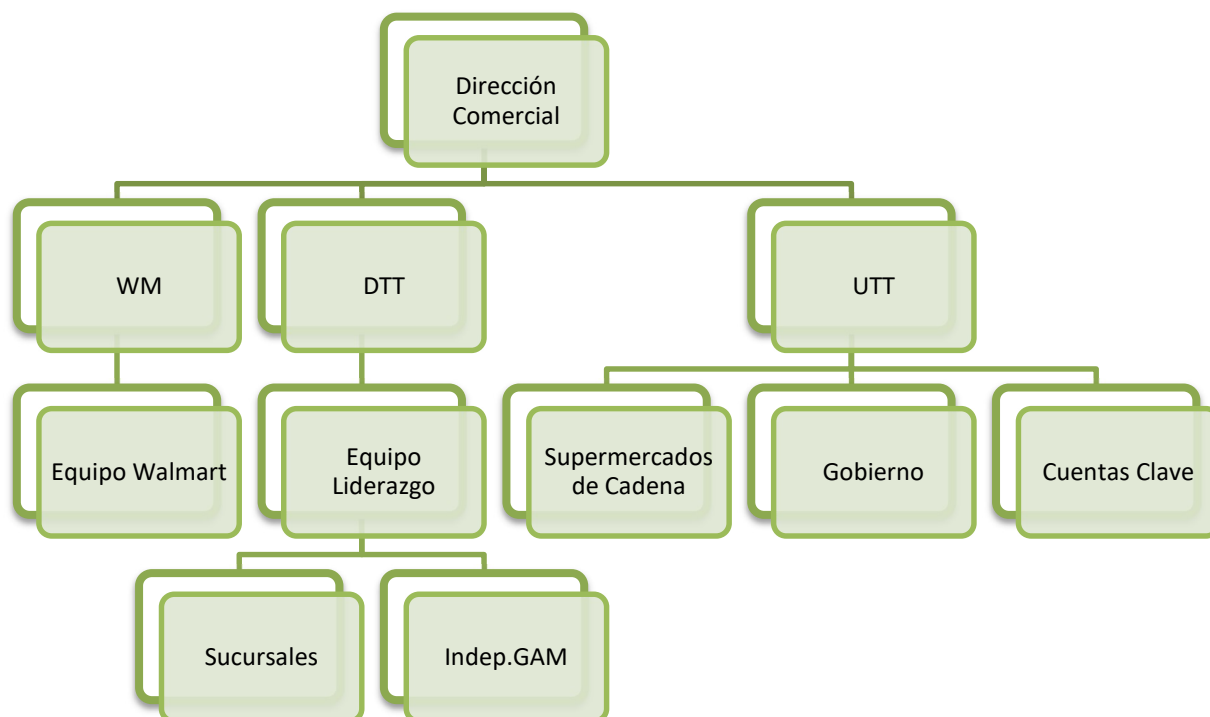 Dirección
Comercial
WM
DTT
UTT
Equipo Walmart
Equipo
Liderazgo
Supermercados
de Cadena
Gobierno
Cuentas Clave
Sucursales
Indep.GAM